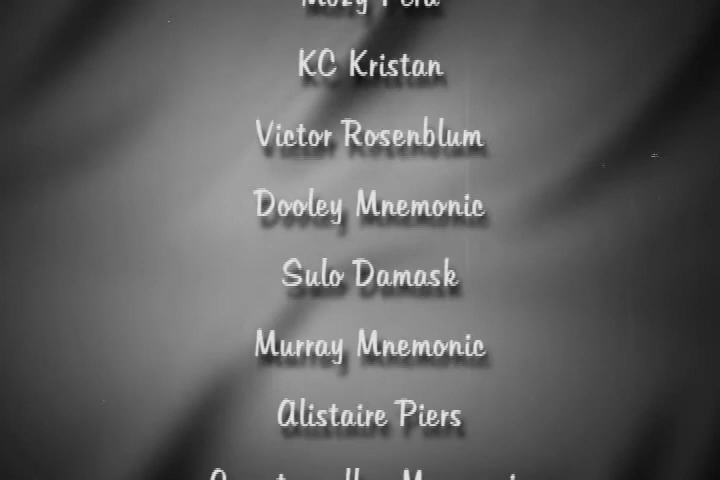 KC Kristan
Victor Rosenblum
Dooley Mnemonic
Sulo Damask
Murray Mnemonic
Alistaire Piers